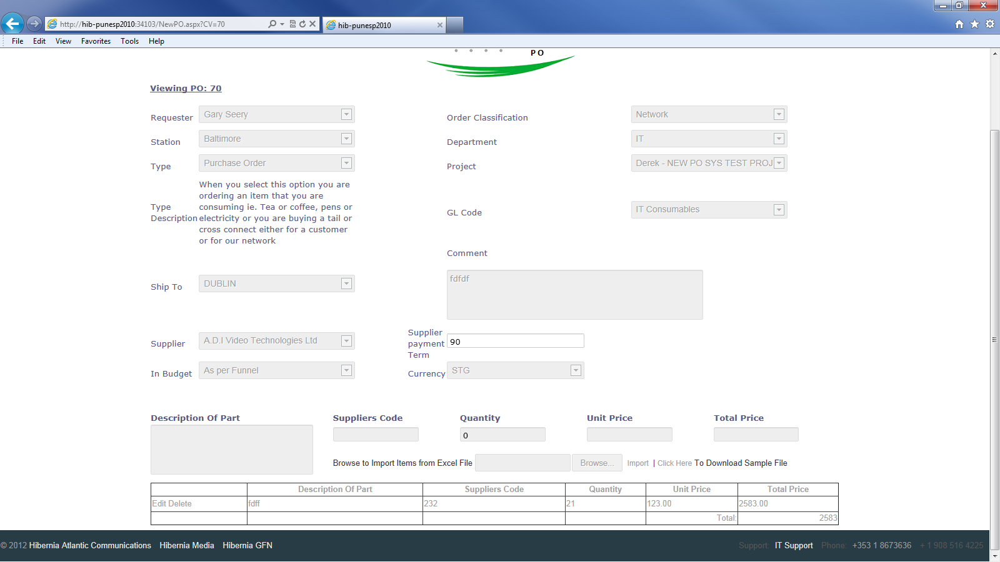 http://hib-punesp2010:34103/NewPO.aspx?CV=70
hib-punesp2010
File Edit View Favorites Tools Help
PO
Viewing PO: 70
Requester Gary Seery Order Classification Network
Station Baltimore Department IT
Type Purchase Order Project Derek - NEW PO SYS TEST PROJ
Type Description
When you select this option you are
ordering an item that you are
consuming ie. Tea or coffee, pens or
electricity or you are buying a tail or
cross connect either for a customer
or for our network
GL Code IT Consumables
Comment
fdfdf
Ship To DUBLIN
Supplier A.D.I Video Technologies Ltd
Supplier
payment
Term
90
In Budget As per Funnel Currency STG
Description Of Part Suppliers Code Quantity Unit Price Total Price
0
Browse to Import Items from Excel File Browse... Import | Click Here To Download Sample File
Description Of Part Suppliers Code Quantity Unit Price Total Price
Edit Delete fdff 232 21 123.00 2583.00
Total: 2583
© 2012 Hibernia Atlantic Communications Hibernia Media Hibernia GFN Support: IT Support Phone: +353 1 8673636 + 1 908 516 4225